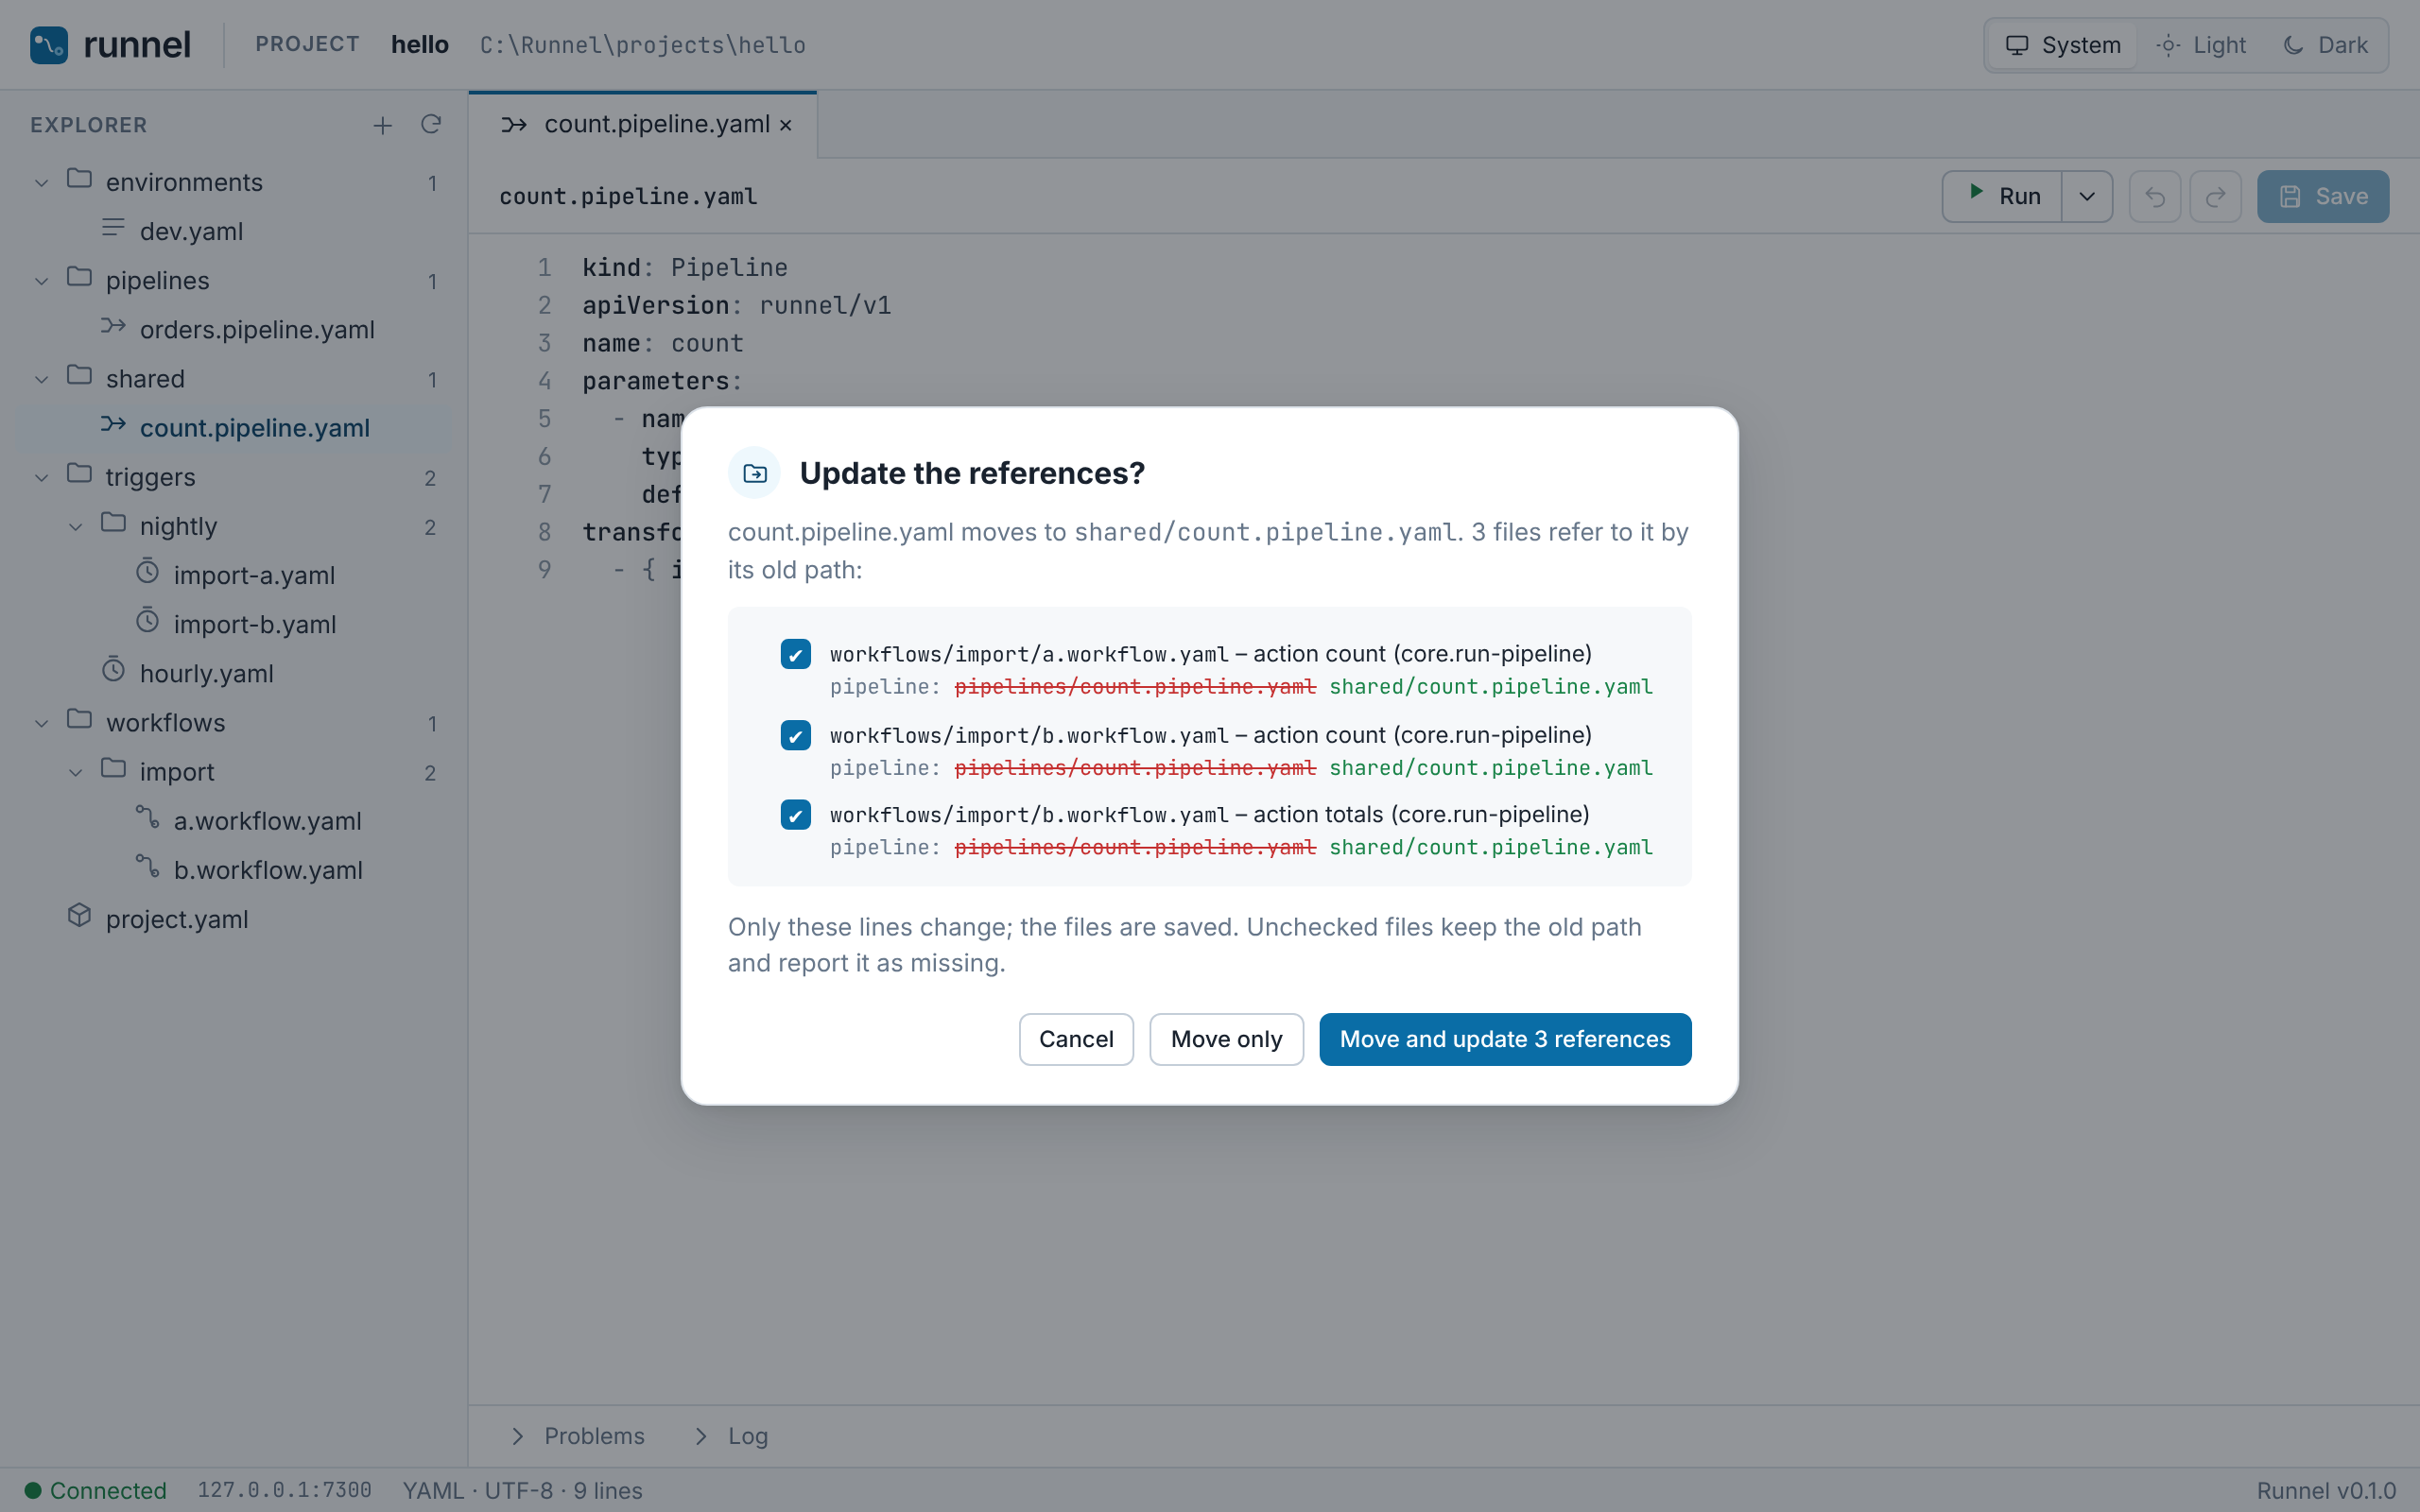 runnel
PROJECT hello C:\Runnel\projects\hello
System Light Dark
EXPLORER
environments 1
dev.yaml
pipelines 1
orders.pipeline.yaml
shared 1
count.pipeline.yaml
triggers 2
nightly 2
import-a.yaml
import-b.yaml
hourly.yaml
workflows 1
import 2
a.workflow.yaml
b.workflow.yaml
project.yaml
count.pipeline.yaml ×
count.pipeline.yaml
Run
Save
1 kind: Pipeline
2 apiVersion: runnel/v1
3 name: count
4 parameters:
5 - nam
6 typ
7 def
8 transfo
9 - { i
Update the references?
count.pipeline.yaml moves to shared/count.pipeline.yaml. 3 files refer to it by
its old path:
workflows/import/a.workflow.yaml – action count (core.run-pipeline)
pipeline: pipelines/count.pipeline.yaml shared/count.pipeline.yaml
workflows/import/b.workflow.yaml – action count (core.run-pipeline)
pipeline: pipelines/count.pipeline.yaml shared/count.pipeline.yaml
workflows/import/b.workflow.yaml – action totals (core.run-pipeline)
pipeline: pipelines/count.pipeline.yaml shared/count.pipeline.yaml
Only these lines change; the files are saved. Unchecked files keep the old path
and report it as missing.
Cancel
Move only
Move and update 3 references
Problems Log
Connected 127.0.0.1:7300 YAML · UTF-8 · 9 lines
Runnel v0.1.0